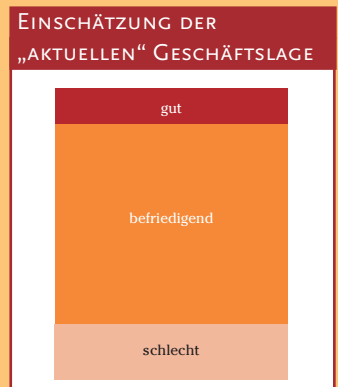 Einschätzung der
„aktuellen“ Geschäftslage
gut
befriedigend
schlecht